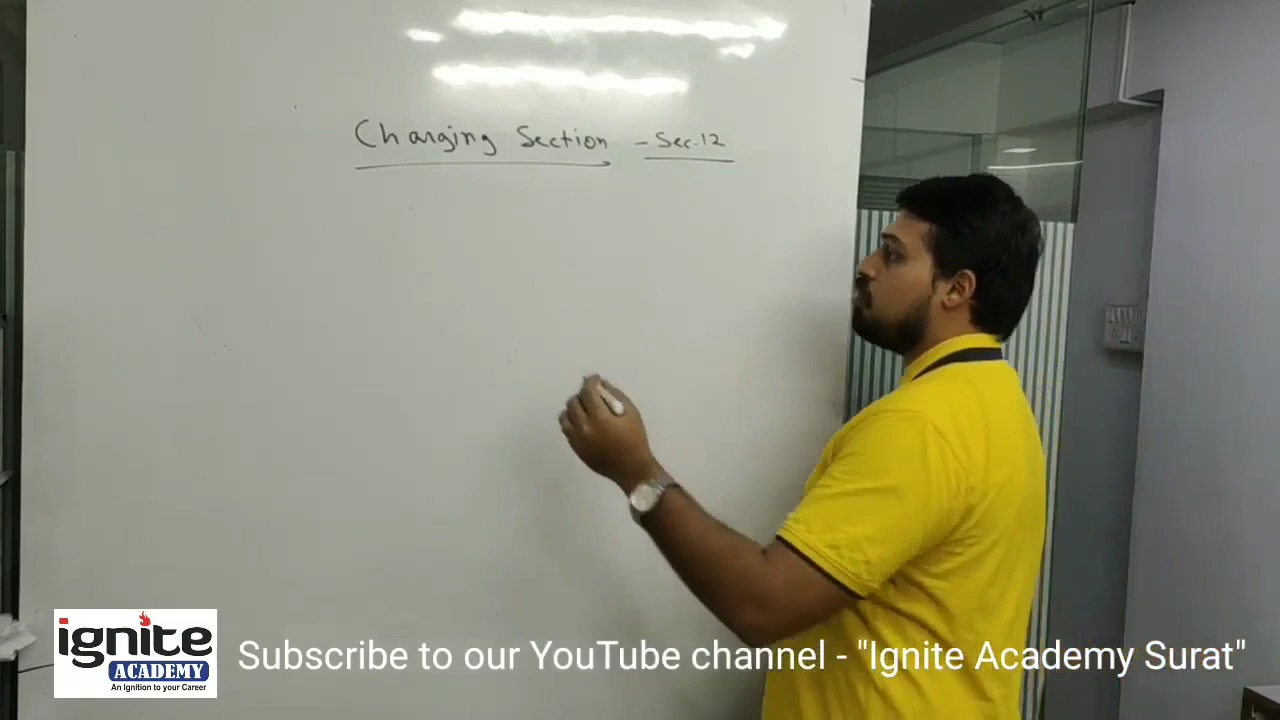 Charging Section - Sec. 12
ignite
ACADEMY
An Ignition to your Career
Subscribe to our YouTube channel - "Ignite Academy Surat"